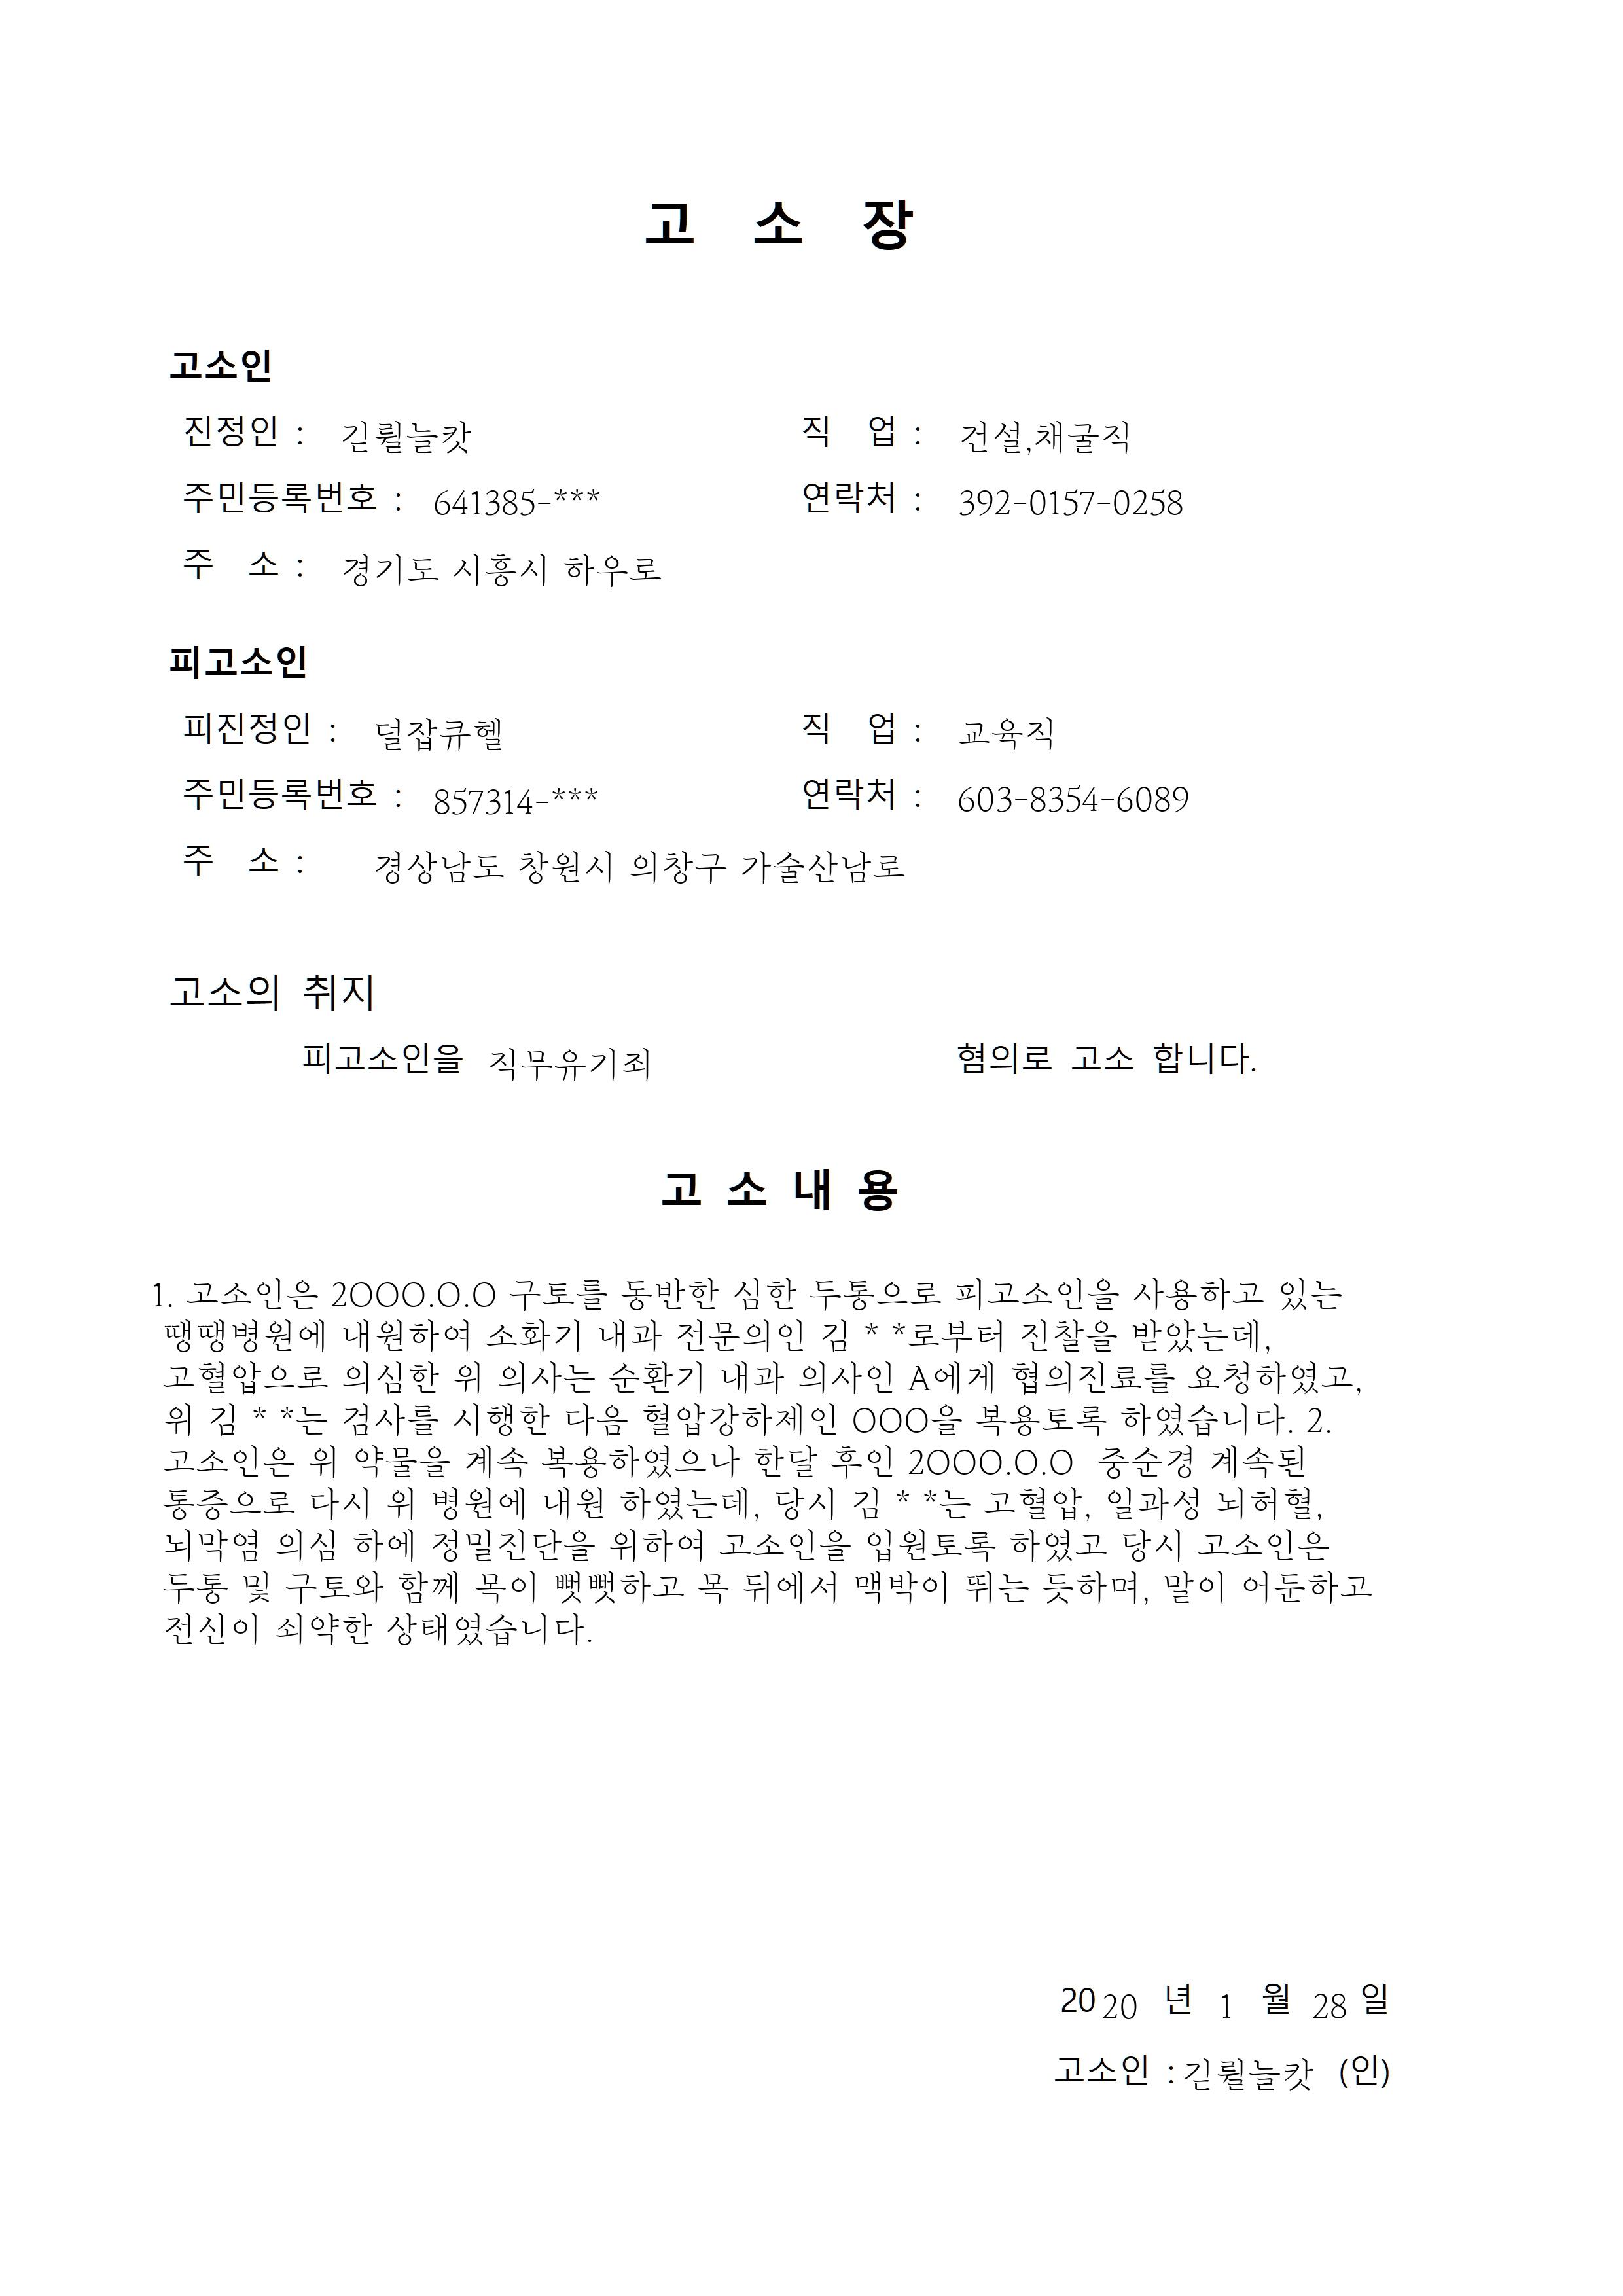 고 소 장
고소인
진정인 : 긷퀼늘캇 직 업 : 건설,채굴직
주민등록번호 : 641385-*** 연락처 : 392-0157-0258
주 소 : 경기도 시흥시 하우로
피고소인
피진정인 : 덜잡큐헬 직 업 : 교육직
주민등록번호 : 857314-*** 연락처 : 603-8354-6089
주 소 : 경상남도 창원시 의창구 가술산남로
고소의 취지
피고소인을 직무유기죄 혐의로 고소 합니다.
고 소 내 용
1. 고소인은 2OOO.O.O 구토를 동반한 심한 두통으로 피고소인을 사용하고 있는
땡땡병원에 내원하여 소화기 내과 전문의인 김 * *로부터 진찰을 받았는데,
고혈압으로 의심한 위 의사는 순환기 내과 의사인 A에게 협의진료를 요청하였고,
위 김 * *는 검사를 시행한 다음 혈압강하제인 OOO을 복용토록 하였습니다. 2.
고소인은 위 약물을 계속 복용하였으나 한달 후인 2OOO.O.O 중순경 계속된
통증으로 다시 위 병원에 내원 하였는데, 당시 김 * *는 고혈압, 일과성 뇌허혈,
뇌막염 의심 하에 정밀진단을 위하여 고소인을 입원토록 하였고 당시 고소인은
두통 및 구토와 함께 목이 뻣뻣하고 목 뒤에서 맥박이 뛰는 듯하며, 말이 어둔하고
전신이 쇠약한 상태였습니다.
2020 년 1 월 28 일
고소인 : 긷퀼늘캇 (인)